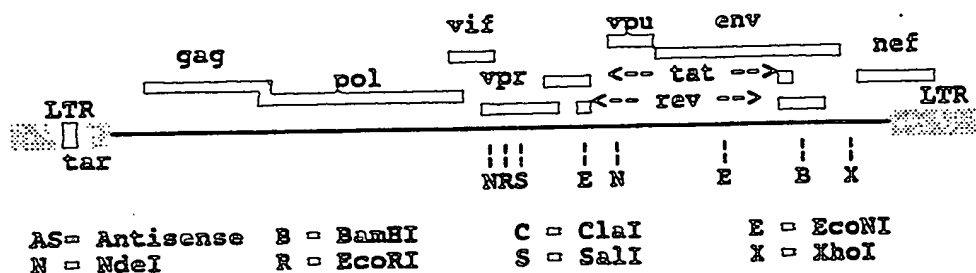 vif
vpu env
gag
nef
vpr
<-- tat -->
pol
<-- rev -->
LTR
LTR
tar
NRS E N E B X
AS= Antisense B = BamHI C = ClaI E = EcoNI
N = NdeI R = EcoRI S = SalI X = XhoI